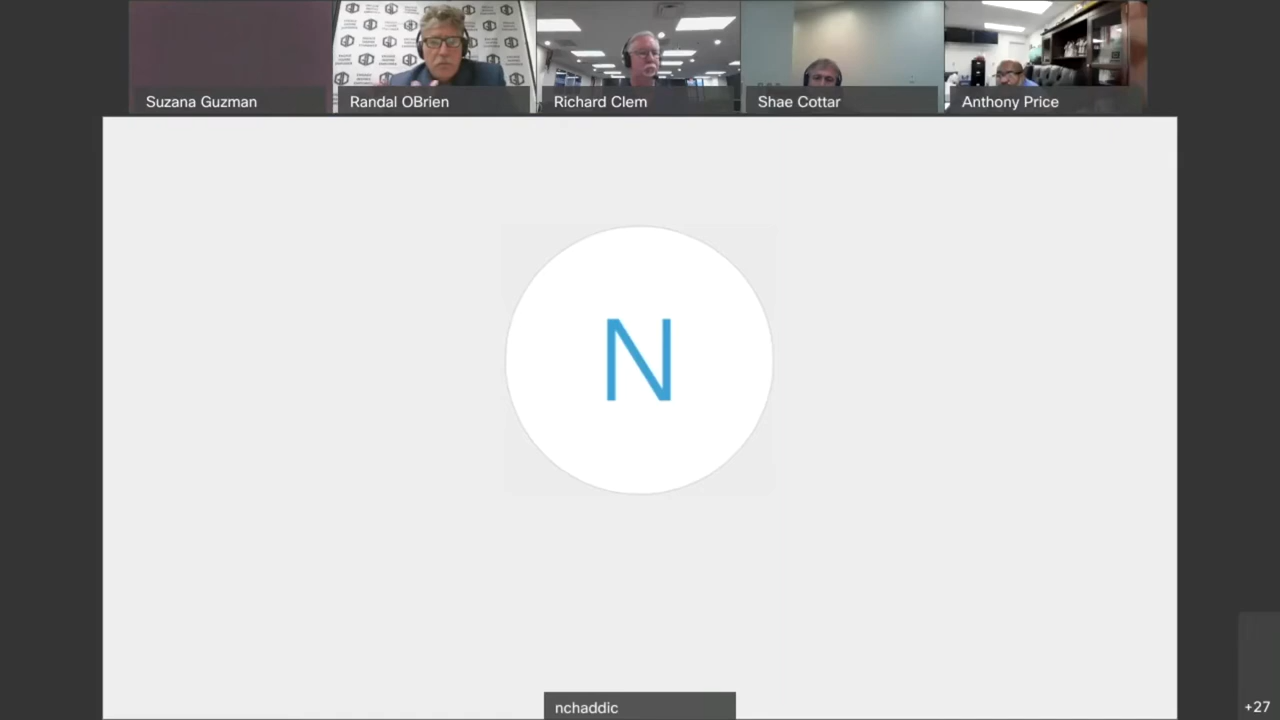 Suzana Guzman
Randal OBrien
Richard Clem
Shae Cottar
Anthony Price
N
nchaddic
+27